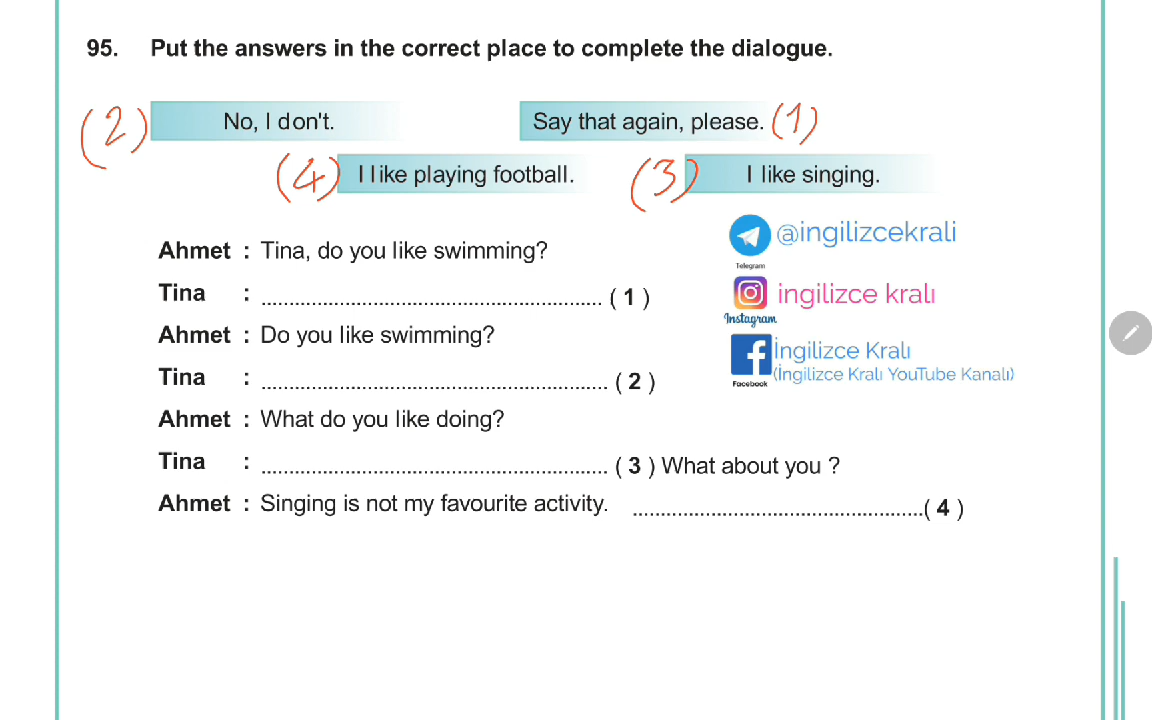 95. Put the answers in the correct place to complete the dialogue.
(2) No, I don't. Say that again, please. (1)
(4) I like playing football. (3) I like singing.
Ahmet : Tina, do you like swimming?
Tina : ............................................................ ( 1 )
Ahmet : Do you like swimming?
Tina : ............................................................. ( 2 )
Ahmet : What do you like doing?
Tina : ............................................................. ( 3 ) What about you ?
Ahmet : Singing is not my favourite activity. ...................................................( 4 )
@ingilizcekrali
Telegram
ingilizce kralı
Instagram
İngilizce Kralı
(İngilizce Kralı YouTube Kanalı)
Facebook